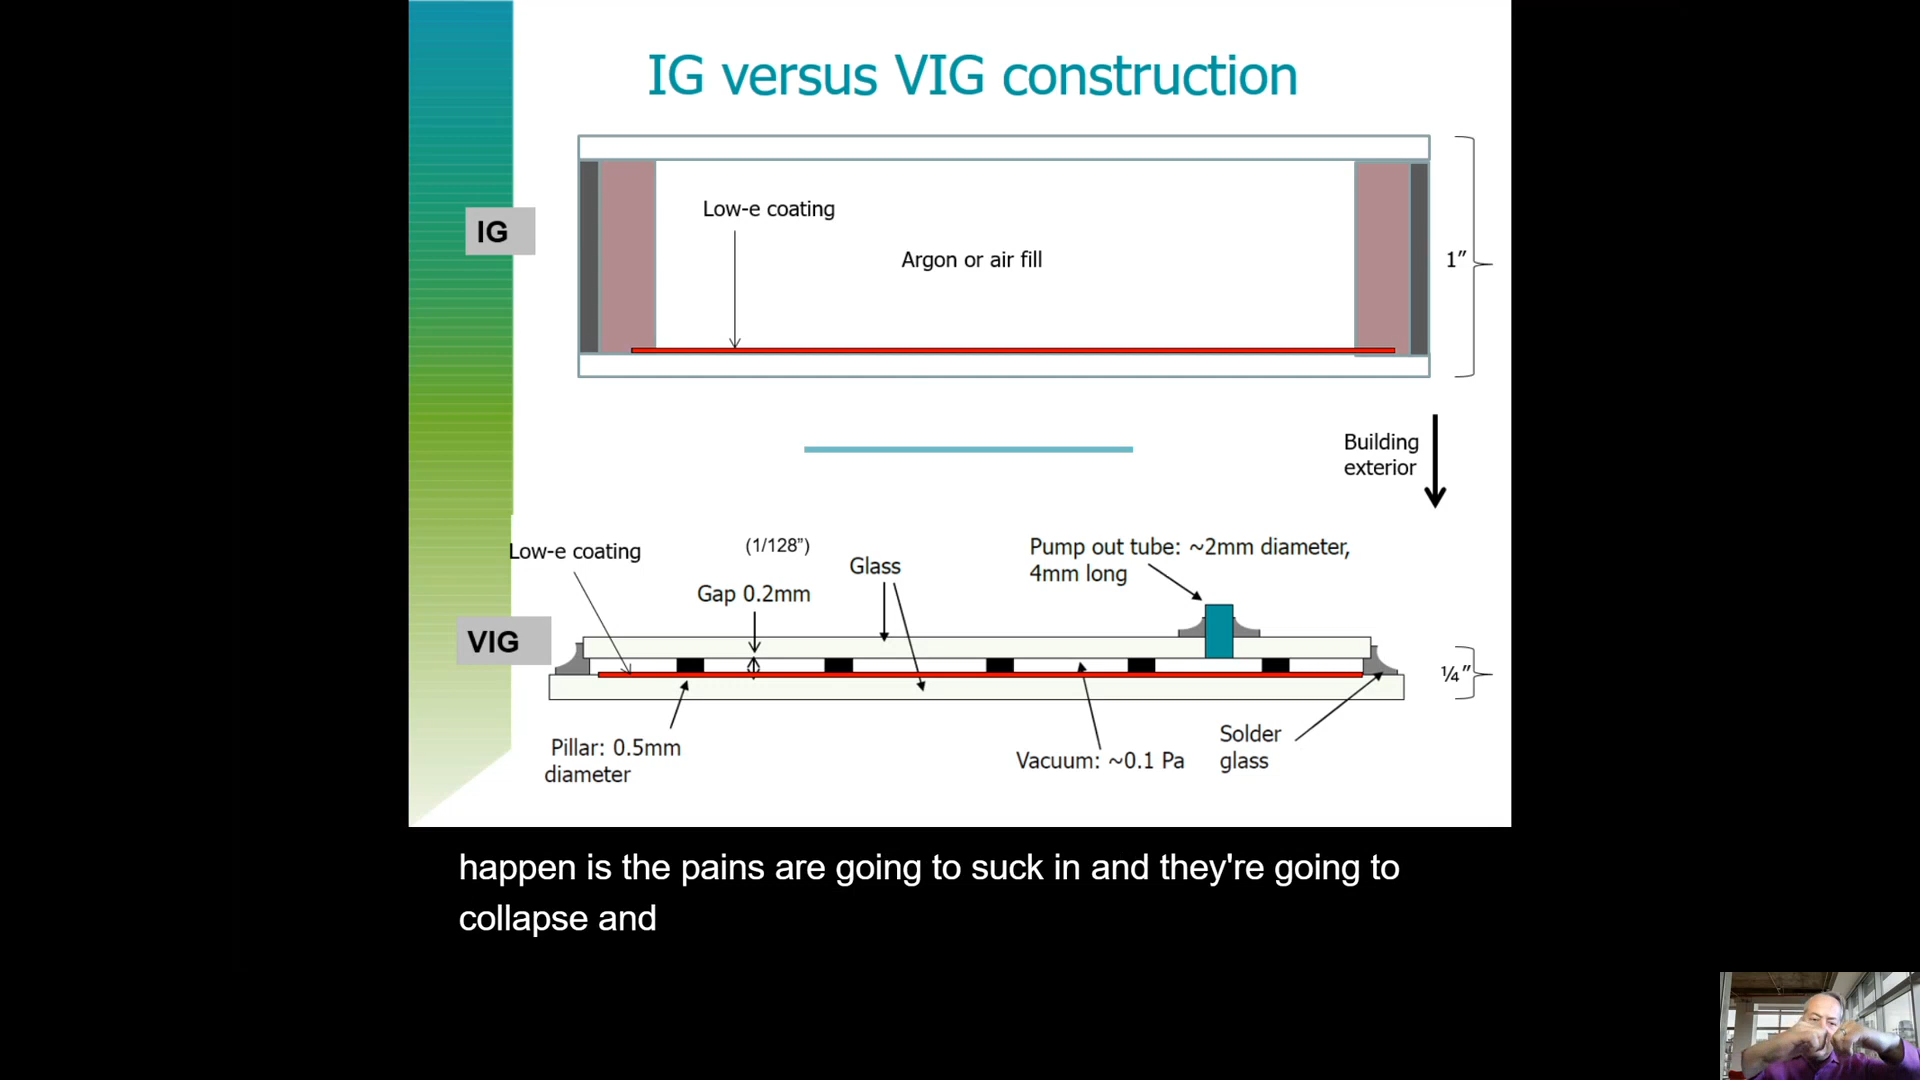 IG versus VIG construction
Low-e coating
IG
Argon or air fill
1”
Building
exterior
Low-e coating
(1/128”)
Gap 0.2mm
Glass
Pump out tube: ~2mm diameter,
4mm long
VIG
¼”
Pillar: 0.5mm
diameter
Vacuum: ~0.1 Pa
Solder
glass
happen is the pains are going to suck in and they're going to
collapse and